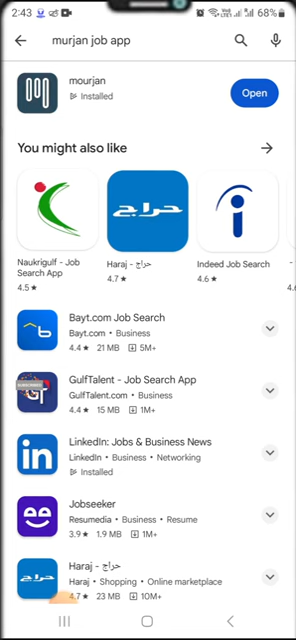 2:43 68%
murjan job app
mourjan
Installed
Open
You might also like
Naukrigulf - Job
Search App
4.5★
حراج
Haraj - حراج
4.7★
Indeed Job Search
4.6★
Bayt.com Job Search
Bayt.com • Business
4.4★ 21 MB 5M+
SUBSCRIBED
GulfTalent - Job Search App
GulfTalent.com • Business
4.4★ 15 MB 1M+
in
LinkedIn: Jobs & Business News
LinkedIn • Business • Networking
Installed
Jobseeker
Resumedia • Business • Resume
3.9★ 1.9 MB 1M+
حراج
Haraj - حراج
Haraj • Shopping • Online marketplace
4.7★ 23 MB 10M+